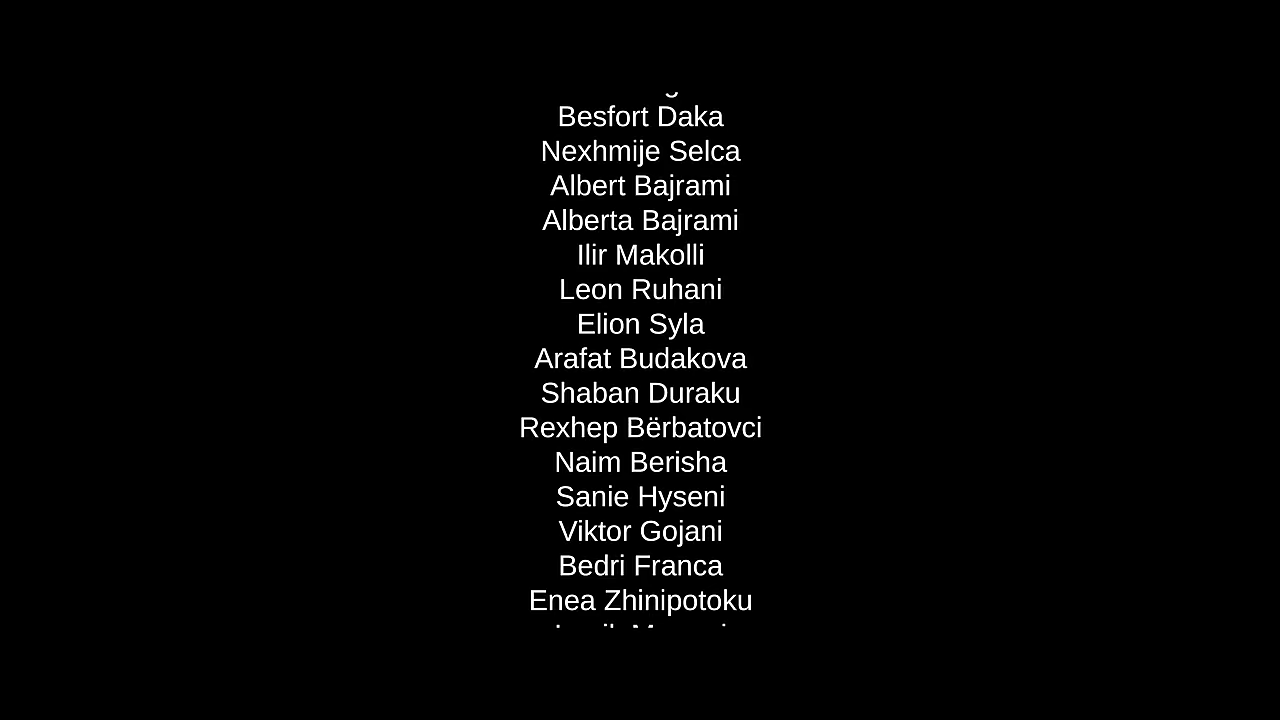 Besfort Daka
Nexhmije Selca
Albert Bajrami
Alberta Bajrami
Ilir Makolli
Leon Ruhani
Elion Syla
Arafat Budakova
Shaban Duraku
Rexhep Bërbatovci
Naim Berisha
Sanie Hyseni
Viktor Gojani
Bedri Franca
Enea Zhinipotoku